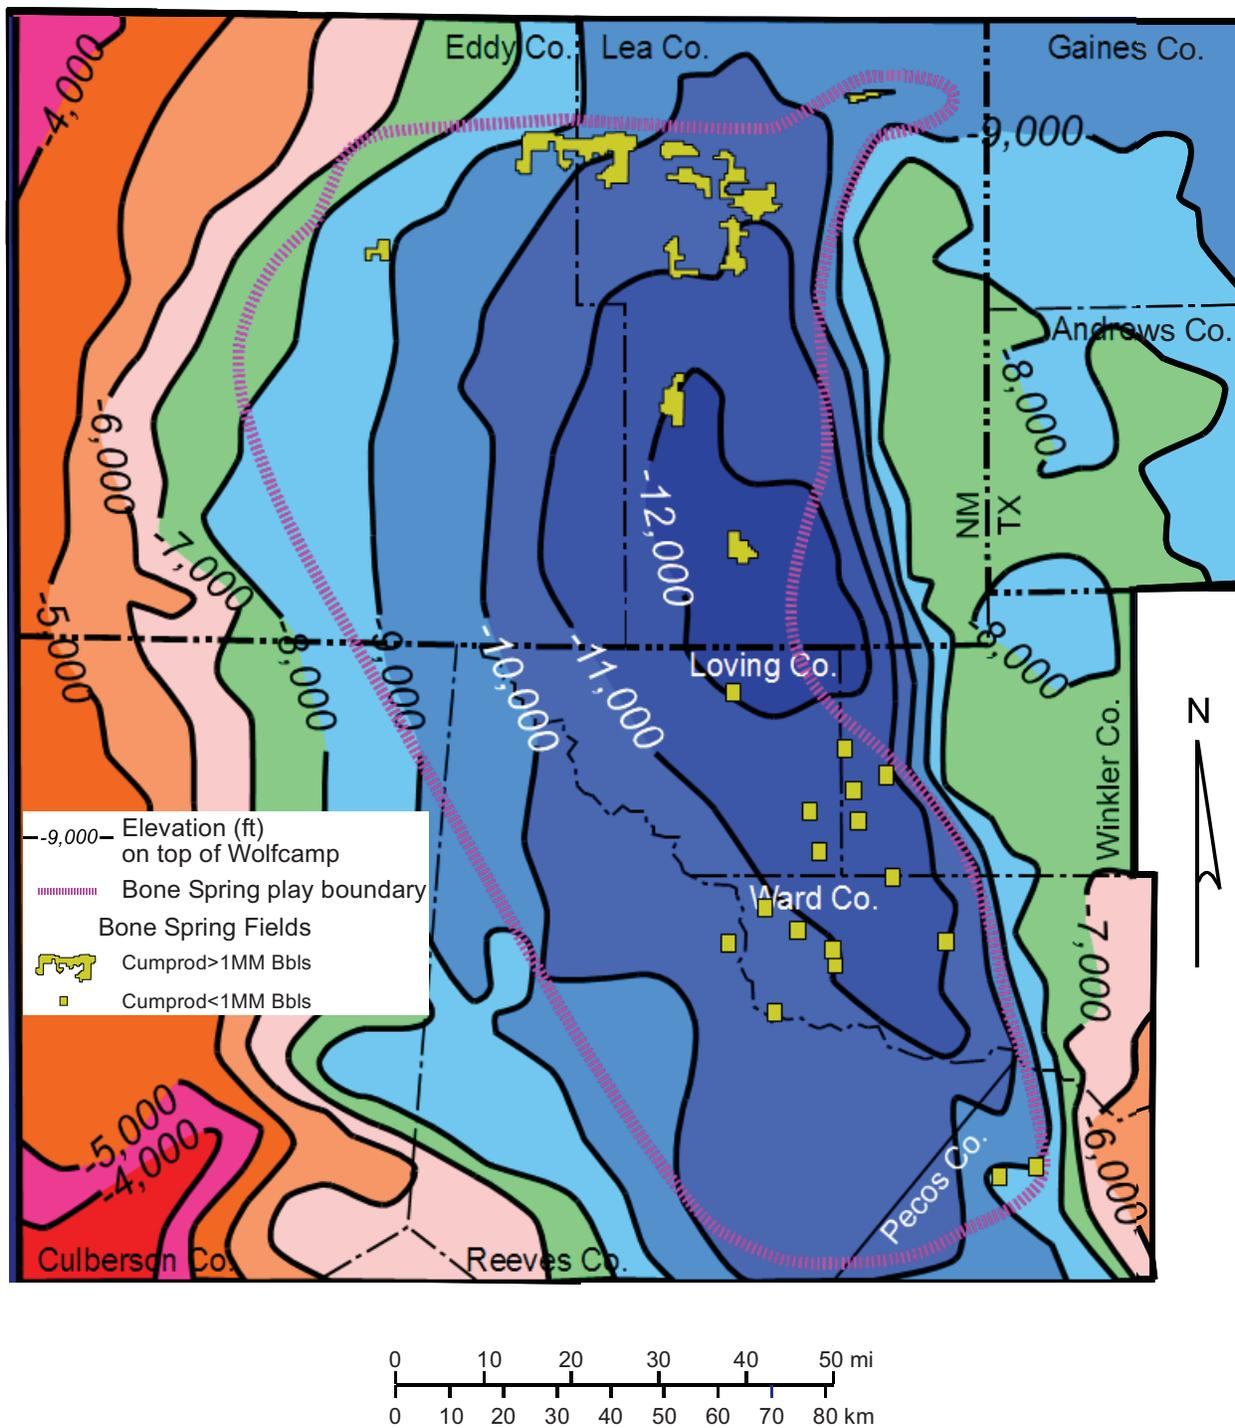 Eddy Co.
Lea Co.
Gaines Co.
-4,000
-9,000
Andrews Co.
-8,000
-6,000
-12,000
NM
TX
-7,000
-5,000
-8,000
-9,000
-10,000
-11,000
Loving Co.
-8,000
N
Winkler Co.
-9,000
Elevation (ft)
on top of Wolfcamp
Bone Spring play boundary
Bone Spring Fields
Cumprod>1MM Bbls
Cumprod<1MM Bbls
Ward Co.
-7,000
-5,000
-4,000
-6,000
Pecos Co.
Culberson Co.
Reeves Co.
0 10 20 30 40 50 mi
0 10 20 30 40 50 60 70 80 km